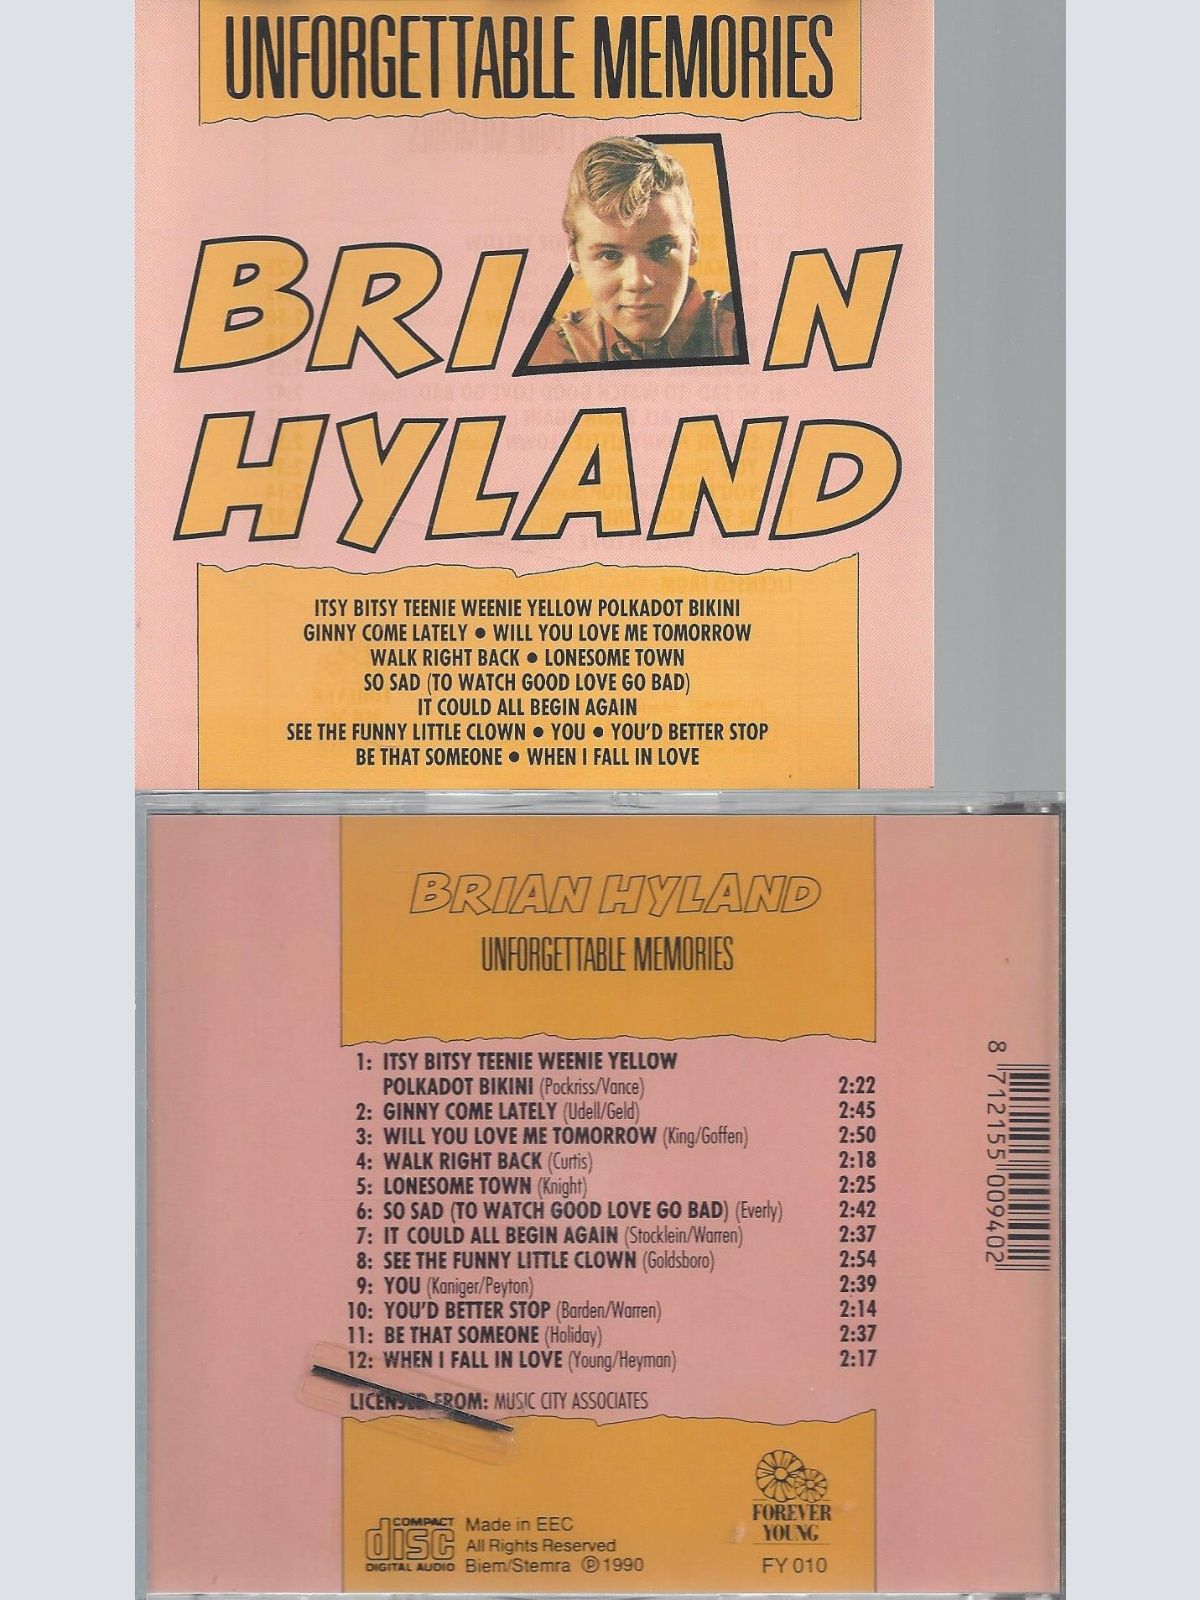 UNFORGETTABLE MEMORIES
BRIAN
HYLAND
ITSY BITSY TEENIE WEENIE YELLOW POLKADOT BIKINI
GINNY COME LATELY • WILL YOU LOVE ME TOMORROW
WALK RIGHT BACK • LONESOME TOWN
SO SAD (TO WATCH GOOD LOVE GO BAD)
IT COULD ALL BEGIN AGAIN
SEE THE FUNNY LITTLE CLOWN • YOU • YOU'D BETTER STOP
BE THAT SOMEONE • WHEN I FALL IN LOVE
BRIAN HYLAND
UNFORGETTABLE MEMORIES
1: ITSY BITSY TEENIE WEENIE YELLOW
POLKADOT BIKINI (Pockriss/Vance) 2:22
2: GINNY COME LATELY (Udell/Geld) 2:45
3: WILL YOU LOVE ME TOMORROW (King/Goffen) 2:50
4: WALK RIGHT BACK (Curtis) 2:18
5: LONESOME TOWN (Knight) 2:25
6: SO SAD (TO WATCH GOOD LOVE GO BAD) (Everly) 2:42
7: IT COULD ALL BEGIN AGAIN (Stocklein/Warren) 2:37
8: SEE THE FUNNY LITTLE CLOWN (Goldsboro) 2:54
9: YOU (Kaniger/Peyton) 2:39
10: YOU'D BETTER STOP (Barden/Warren) 2:14
11: BE THAT SOMEONE (Holiday) 2:37
12: WHEN I FALL IN LOVE (Young/Heyman) 2:17
LICENSED FROM: MUSIC CITY ASSOCIATES
8 712155 009402
COMPACT
disc
DIGITAL AUDIO
Made in EEC
All Rights Reserved
Biem/Stemra ℗ 1990
FOREVER
YOUNG
FY 010